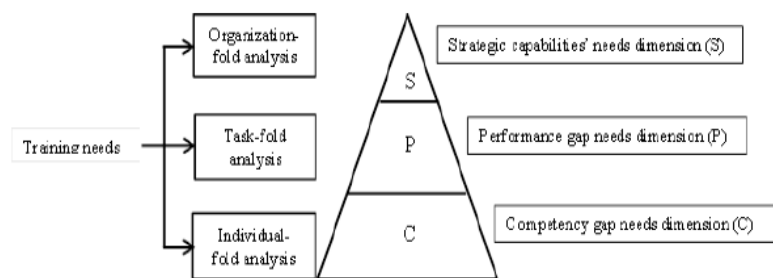 Organization-
fold analysis
Strategic capabilities' needs dimension (S)
S
Training needs
Task-fold
analysis
P
Performance gap needs dimension (P)
Individual-
fold analysis
C
Competency gap needs dimension (C)